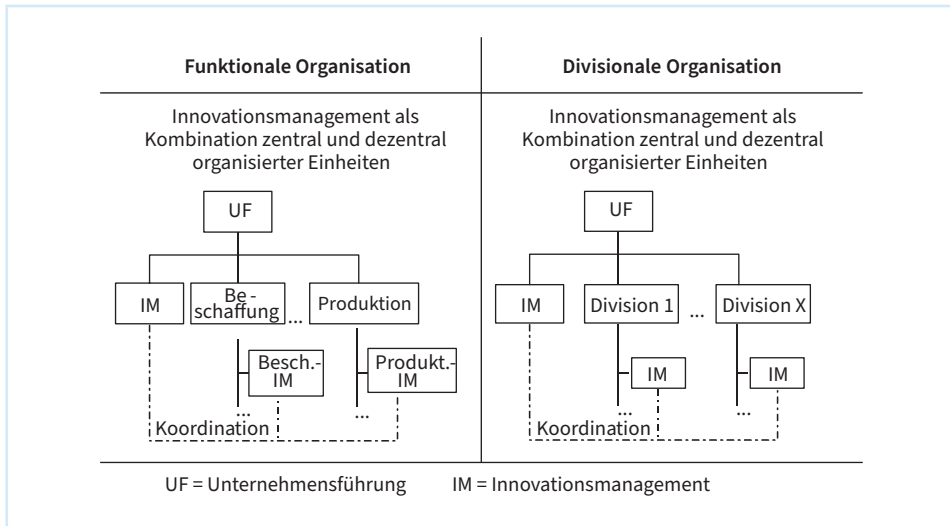 Funktionale Organisation
Innovationsmanagement als
Kombination zentral und dezentral
organisierter Einheiten
UF
IM
Be -
schaffung
...
Produktion
Besch.-
IM
Produkt.-
IM
...
...
Koordination
Divisionale Organisation
Innovationsmanagement als
Kombination zentral und dezentral
organisierter Einheiten
UF
IM
Division 1
...
Division X
IM
IM
...
...
Koordination
UF = Unternehmensführung IM = Innovationsmanagement